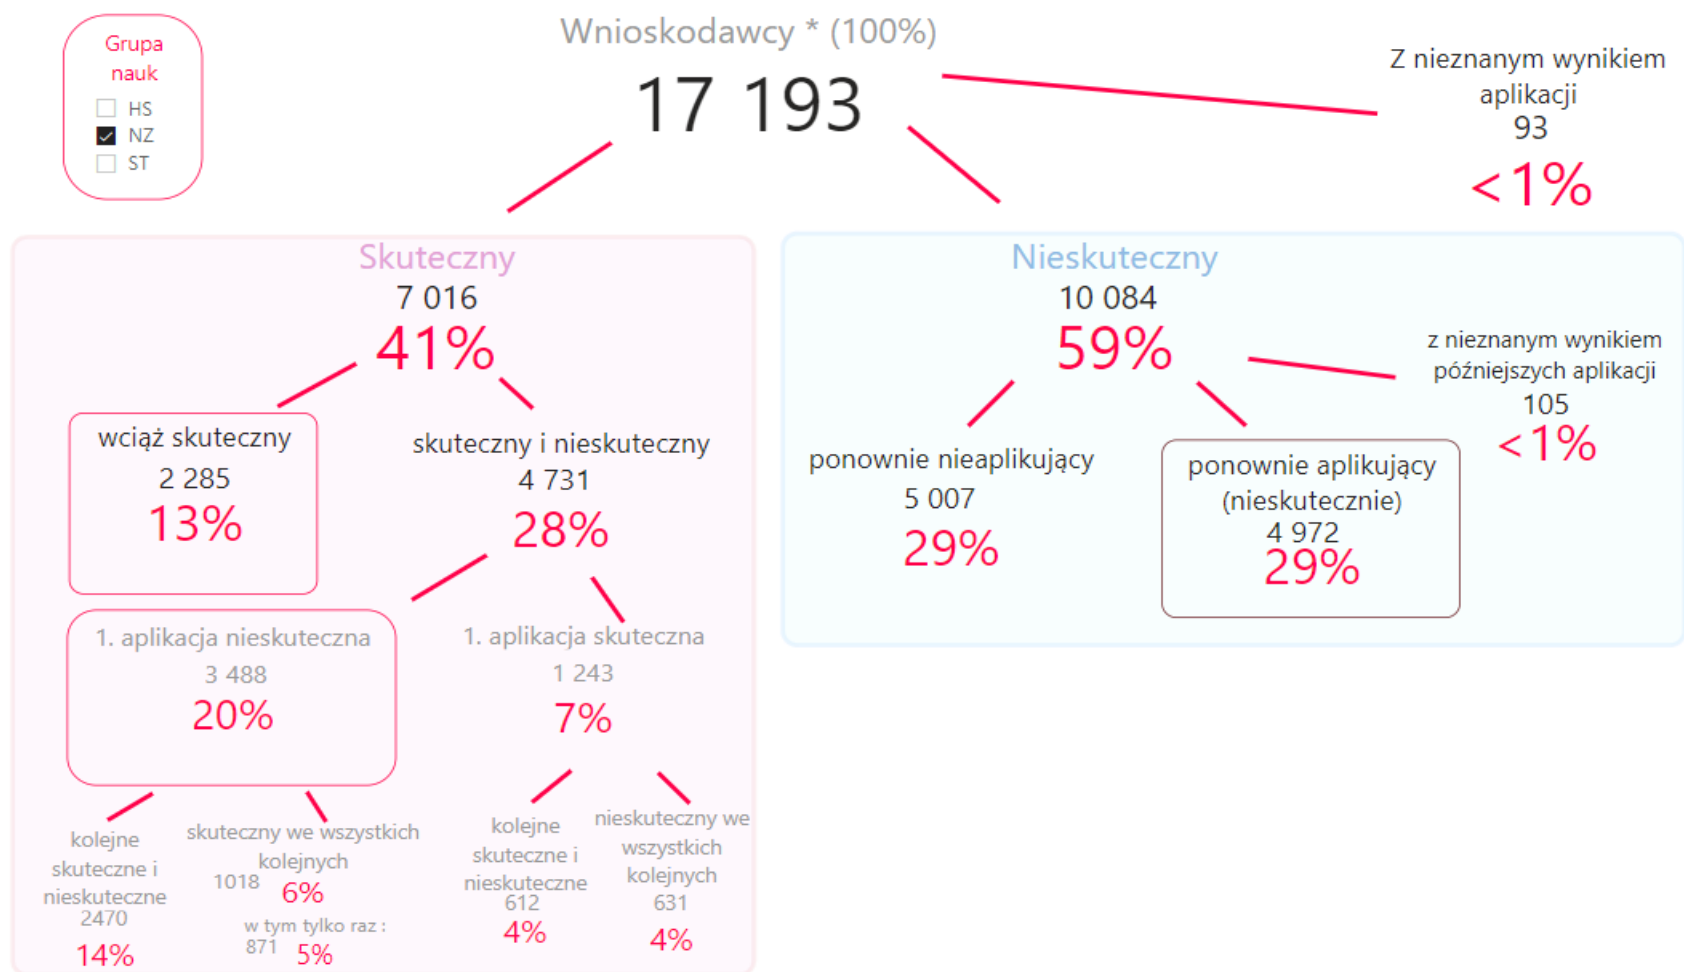 Grupa
nauk
HS
NZ
ST
Wnioskodawcy * (100%)
17 193
Z nieznanym wynikiem
aplikacji
93
<1%
Skuteczny
7 016
41%
wciąż skuteczny
2 285
13%
skuteczny i nieskuteczny
4 731
28%
1. aplikacja nieskuteczna
3 488
20%
1. aplikacja skuteczna
1 243
7%
kolejne
skuteczne i
nieskuteczne
2470
14%
skuteczny we wszystkich
kolejnych
1018 6%
w tym tylko raz :
871 5%
kolejne
skuteczne i
nieskuteczne
612
4%
nieskuteczny we
wszystkich
kolejnych
631
4%
Nieskuteczny
10 084
59%
z nieznanym wynikiem
późniejszych aplikacji
105
<1%
ponownie nieaplikujący
5 007
29%
ponownie aplikujący
(nieskutecznie)
4 972
29%